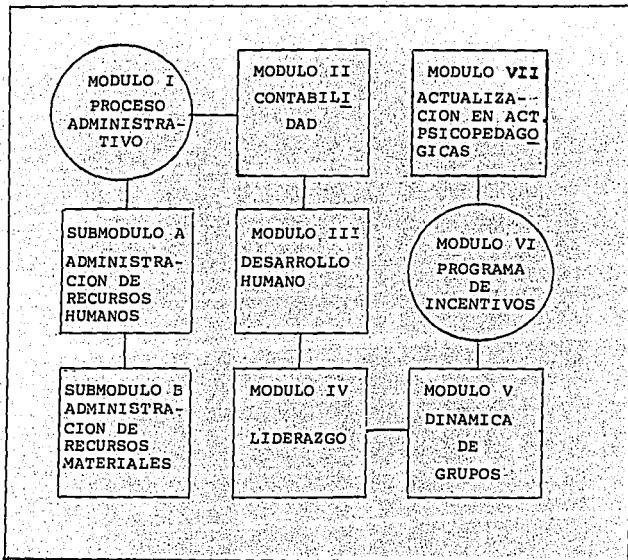 MODULO I
PROCESO
ADMINISTRA-
TIVO
MODULO II
CONTABILI
DAD
MODULO VII
ACTUALIZA--
CION EN ACT.
PSICOPEDAGO
GICAS
SUBMODULO A
ADMINISTRA-
CION DE
RECURSOS
HUMANOS
MODULO III
DESARROLLO
HUMANO
MODULO VI
PROGRAMA
DE
INCENTIVOS
SUBMODULO B
ADMINISTRA-
CION DE
RECURSOS
MATERIALES
MODULO IV
LIDERAZGO
MODULO V
DINAMICA
DE
GRUPOS